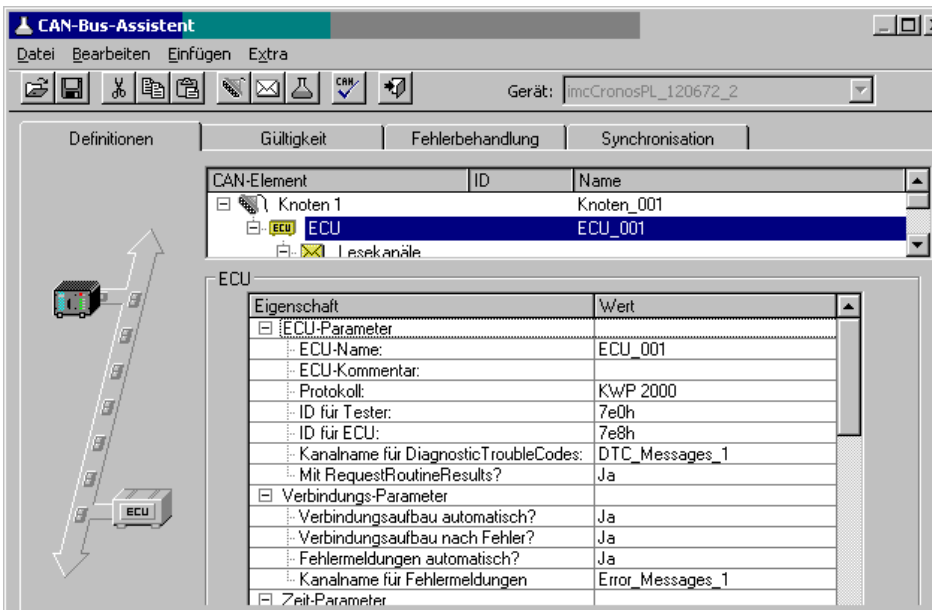 CAN-Bus-Assistent
Datei Bearbeiten Einfügen Extra
CAN Gerät: imcCronosPL_120672_2
Definitionen Gültigkeit Fehlerbehandlung Synchronisation
CAN-Element ID Name
Knoten 1 Knoten_001
ECU ECU ECU_001
Lesekanäle
ECU
Eigenschaft Wert
ECU-Parameter
ECU-Name: ECU_001
ECU-Kommentar:
Protokoll: KWP 2000
ID für Tester: 7e0h
ID für ECU: 7e8h
Kanalname für DiagnosticTroubleCodes: DTC_Messages_1
Mit RequestRoutineResults? Ja
Verbindungs-Parameter
Verbindungsaufbau automatisch? Ja
ECU
Verbindungsaufbau nach Fehler? Ja
Fehlermeldungen automatisch? Ja
Kanalname für Fehlermeldungen Error_Messages_1
Zeit-Parameter